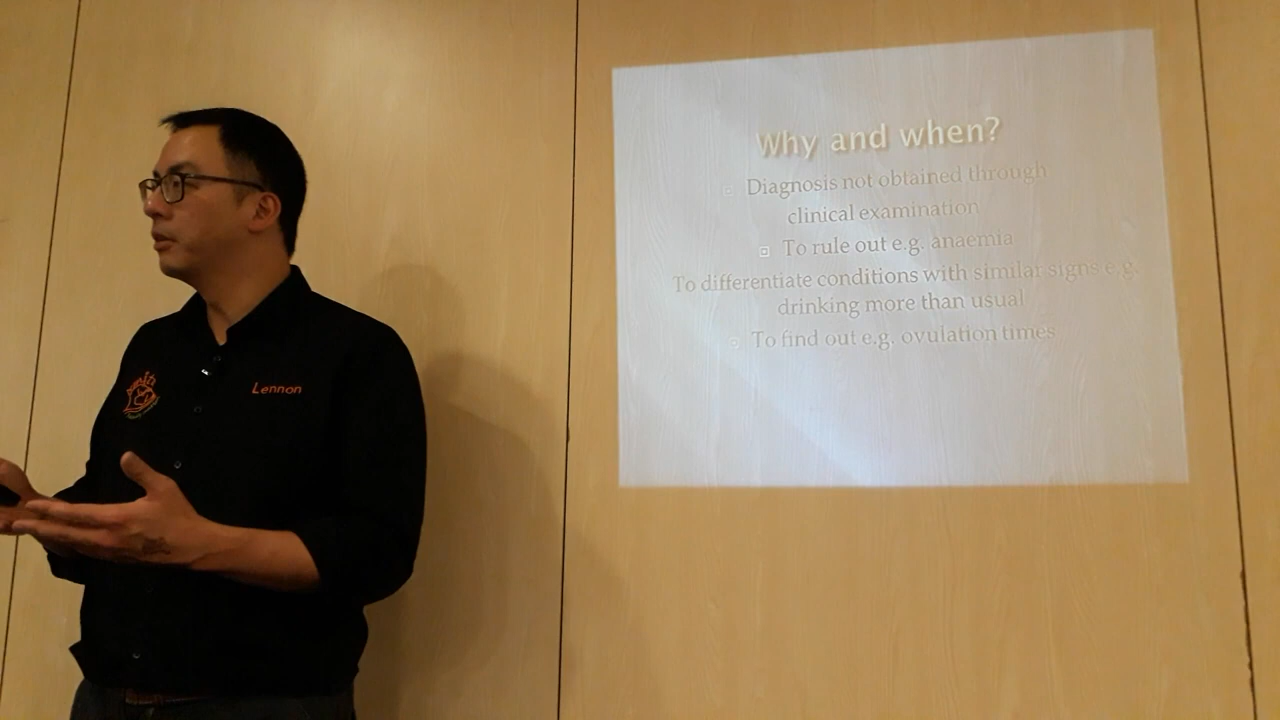 Lennon
Why and when?
Diagnosis not obtained through
clinical examination
To rule out e.g. anaemia
To differentiate conditions with similar signs e.g.
drinking more than usual
To find out e.g. ovulation times